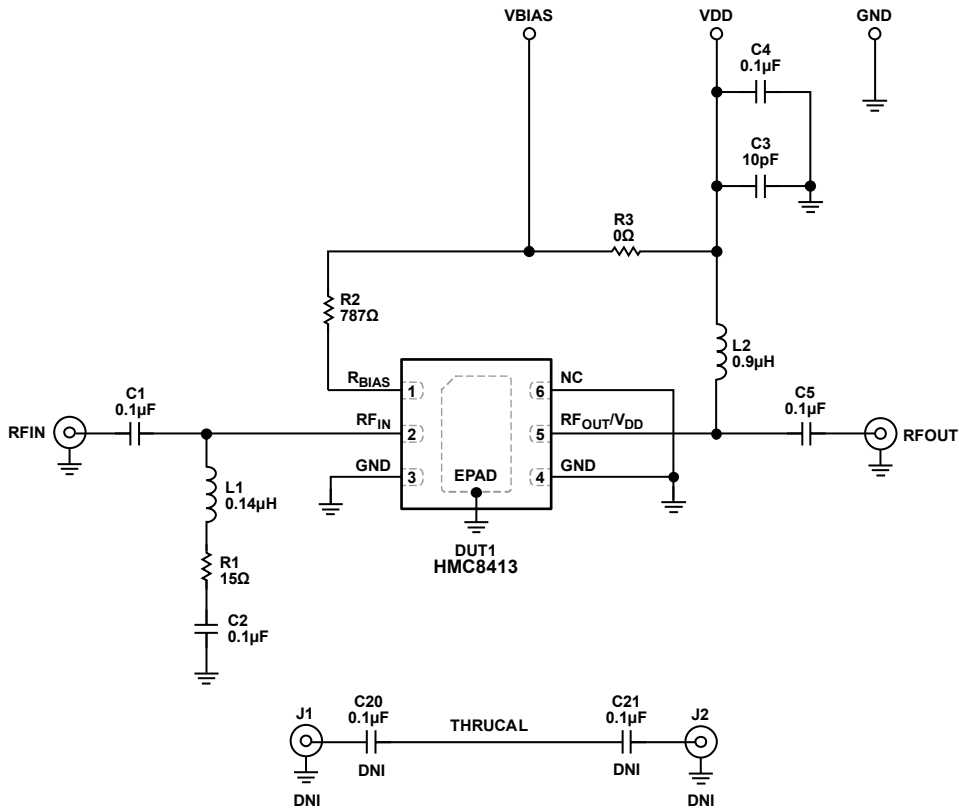 VBIAS
VDD
GND
C4
0.1µF
C3
10pF
R3
0Ω
R2
787Ω
L2
0.9µH
C1
0.1µF
RBIAS
1
6
NC
C5
0.1µF
RFIN
RFIN
2
5
RFOUT/VDD
RFOUT
GND
3
EPAD
4
GND
L1
0.14µH
DUT1
HMC8413
R1
15Ω
C2
0.1µF
J1
C20
0.1µF
THRUCAL
C21
0.1µF
J2
DNI
DNI
DNI
DNI